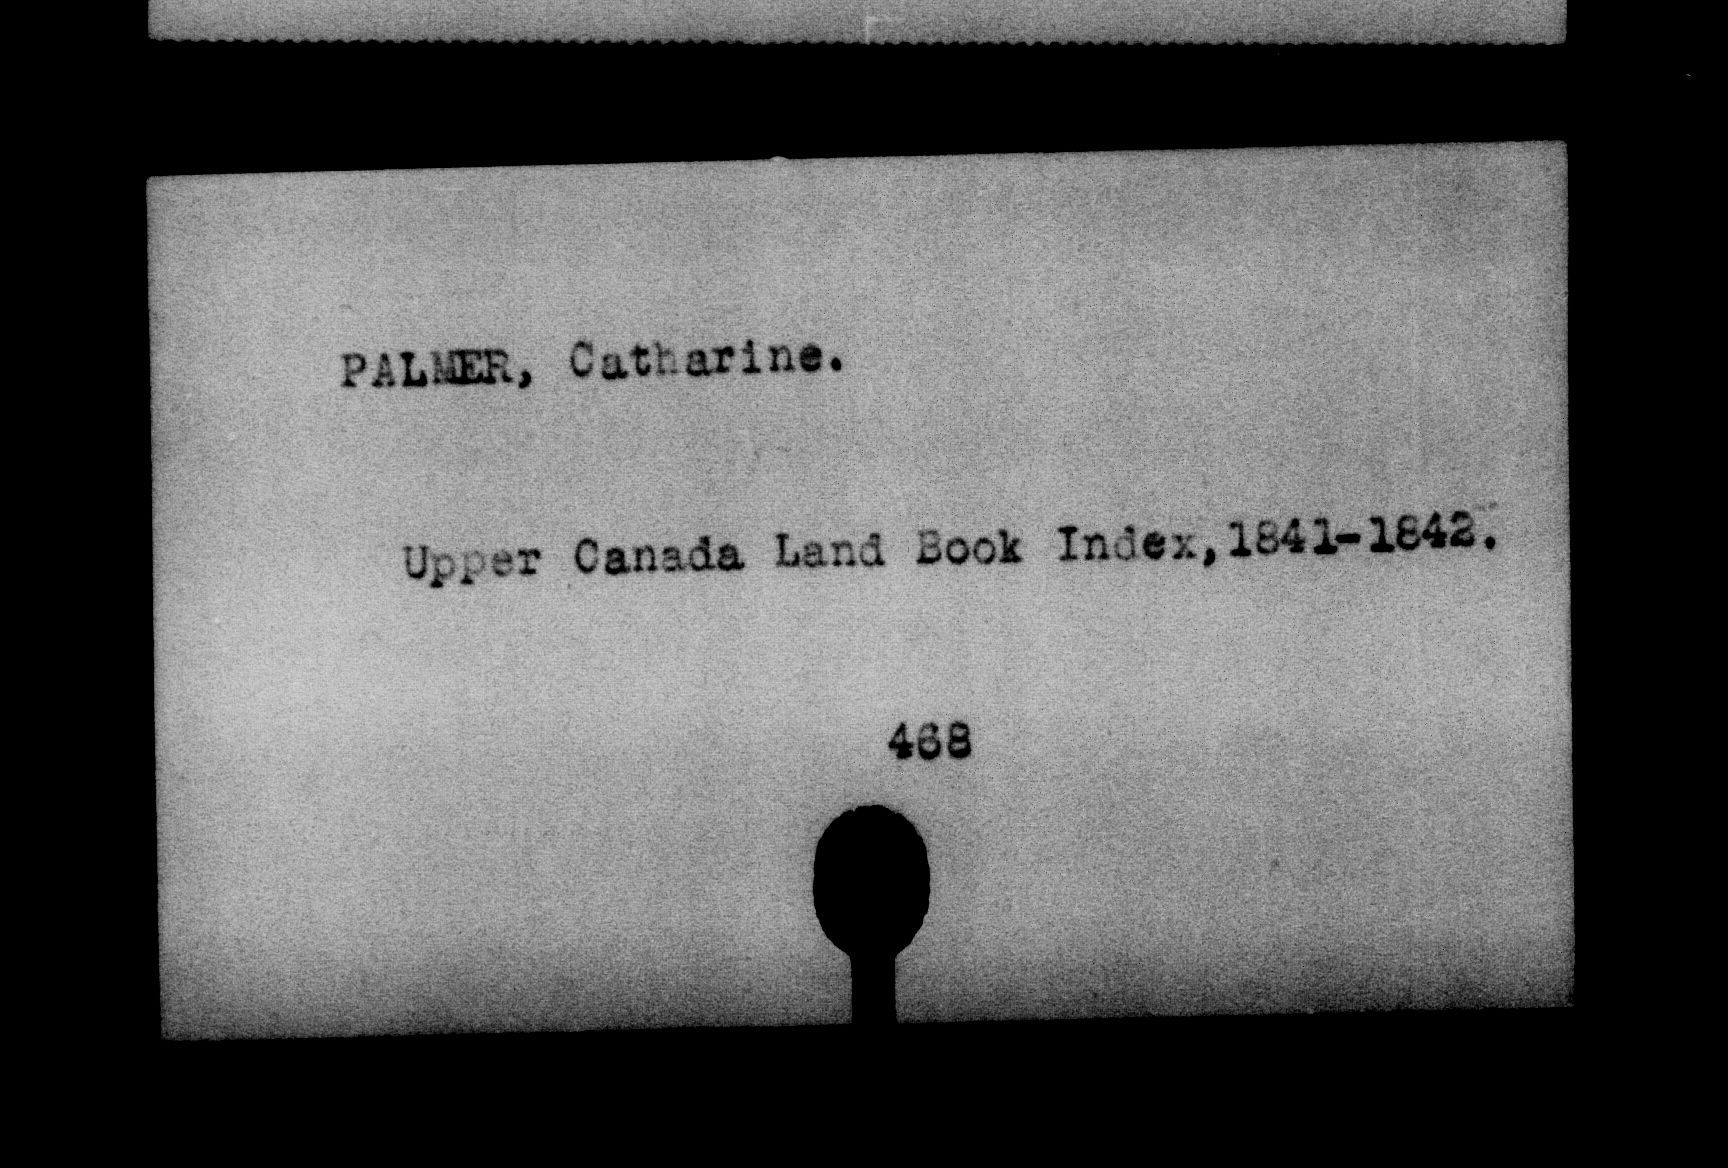 PALMER, Catharine.
Upper Canada Land Book Index,1841-1842.
468